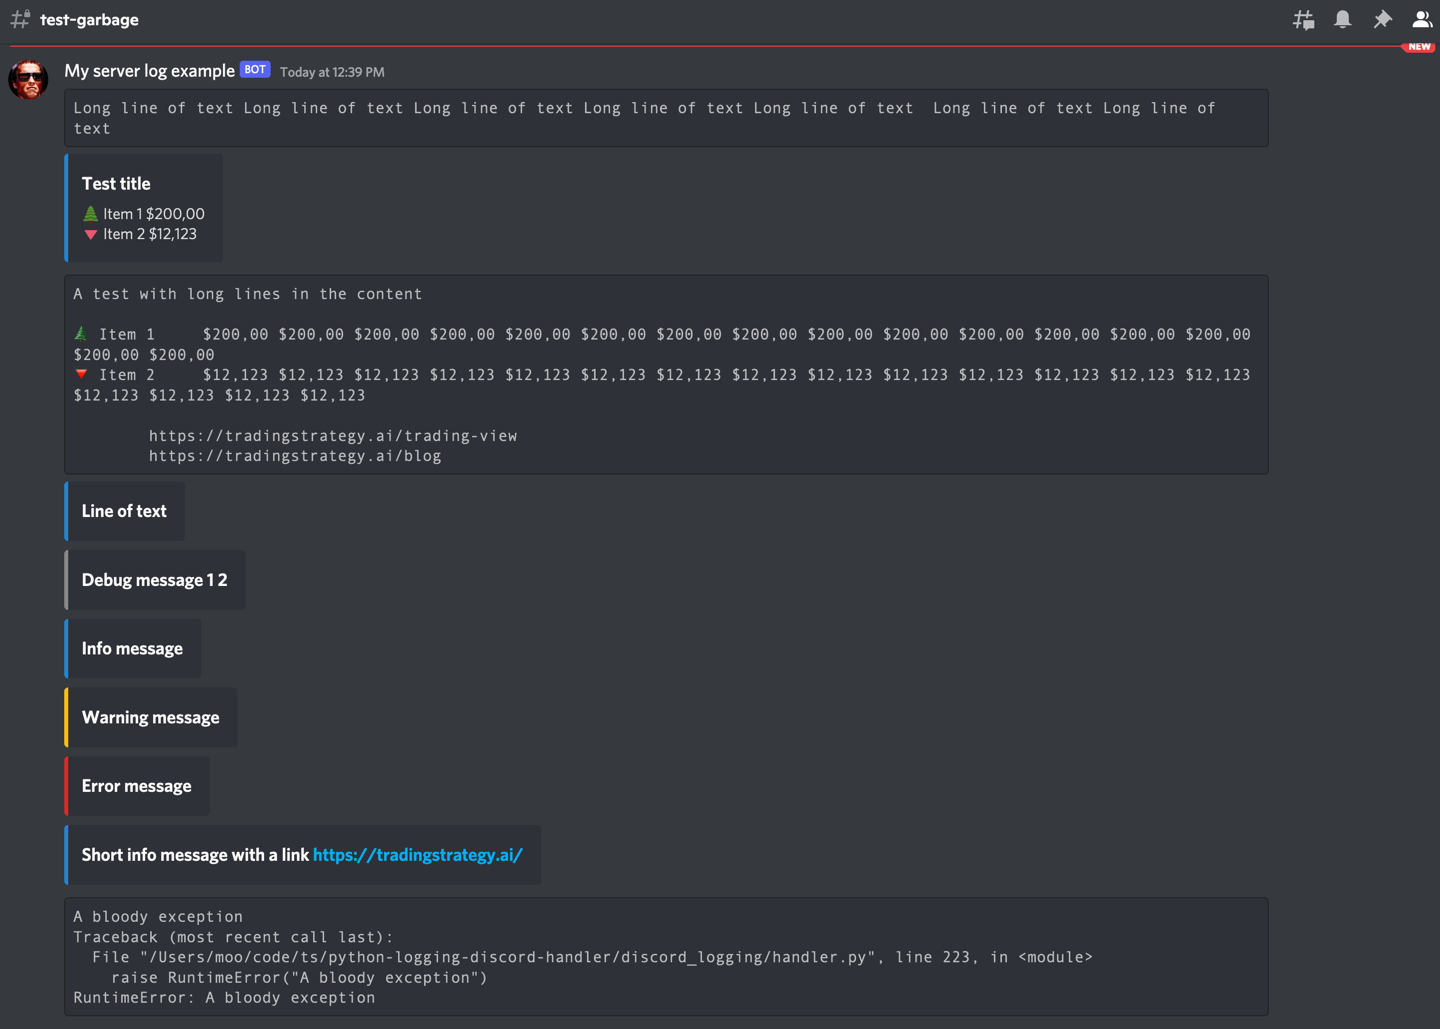 test-garbage
NEW
My server log example BOT Today at 12:39 PM
Long line of text Long line of text Long line of text Long line of text Long line of text  Long line of text Long line of
text
Test title
🌲 Item 1 $200,00
🔻 Item 2 $12,123
A test with long lines in the content
🌲 Item 1     $200,00 $200,00 $200,00 $200,00 $200,00 $200,00 $200,00 $200,00 $200,00 $200,00 $200,00 $200,00 $200,00 $200,00
$200,00 $200,00
🔻 Item 2     $12,123 $12,123 $12,123 $12,123 $12,123 $12,123 $12,123 $12,123 $12,123 $12,123 $12,123 $12,123 $12,123 $12,123
$12,123 $12,123 $12,123 $12,123
https://tradingstrategy.ai/trading-view
https://tradingstrategy.ai/blog
Line of text
Debug message 1 2
Info message
Warning message
Error message
Short info message with a link https://tradingstrategy.ai/
A bloody exception
Traceback (most recent call last):
  File "/Users/moo/code/ts/python-logging-discord-handler/discord_logging/handler.py", line 223, in <module>
    raise RuntimeError("A bloody exception")
RuntimeError: A bloody exception